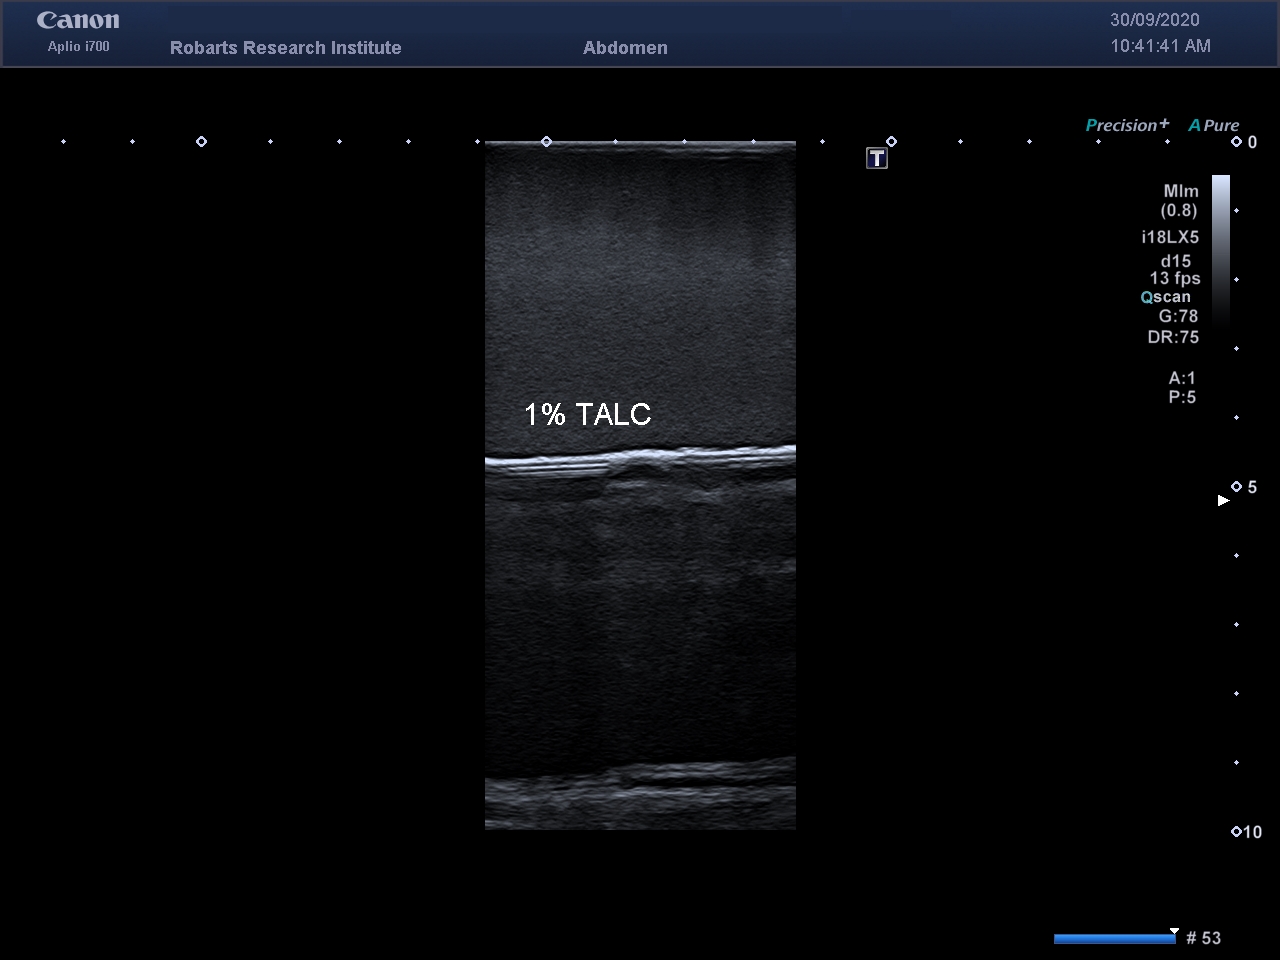 Canon
Aplio i700
Robarts Research Institute
Abdomen
30/09/2020
10:41:41 AM
Precision+ APure
T
0
MIm
(0.8)
i18LX5
d15
13 fps
Qscan
G:78
DR:75
A:1
P:5
1% TALC
5
10
# 53